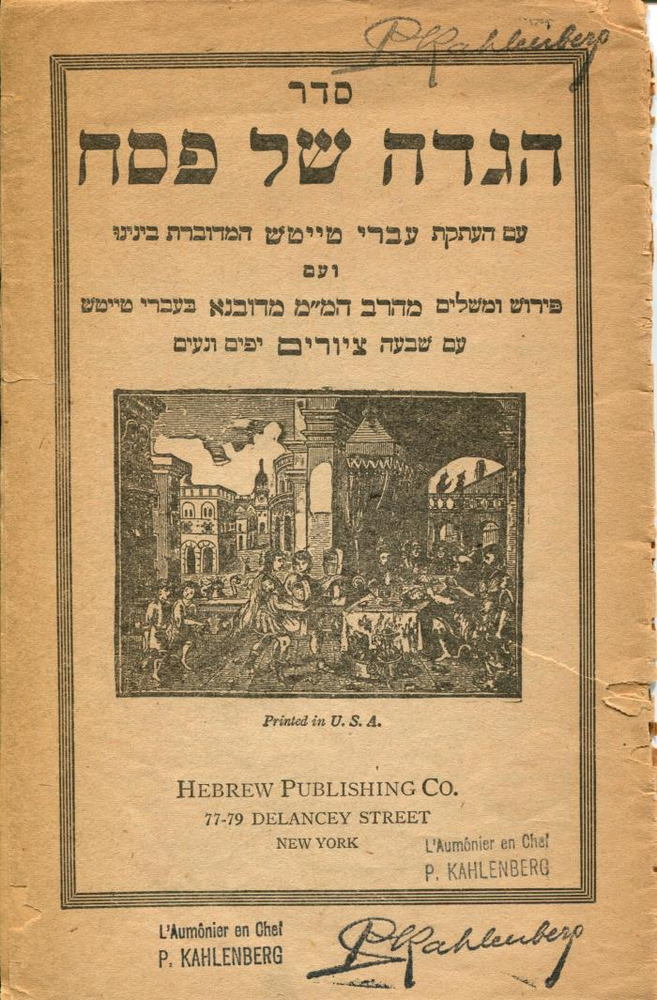 P. Kahlenberg
סדר
הגדה של פסח
עם העתקת עברי טייטש המדוברת בינינו
ועם
פירוש ומשלים מהרב המ״מ מדובנא בעברי טייטש
עם שבעה ציורים יפים ונעים
Printed in U. S. A.
HEBREW PUBLISHING CO.
77-79 DELANCEY STREET
NEW YORK
L'Aumônier en Chef
P. KAHLENBERG
L'Aumônier en Chef
P. KAHLENBERG
P. Kahlenberg